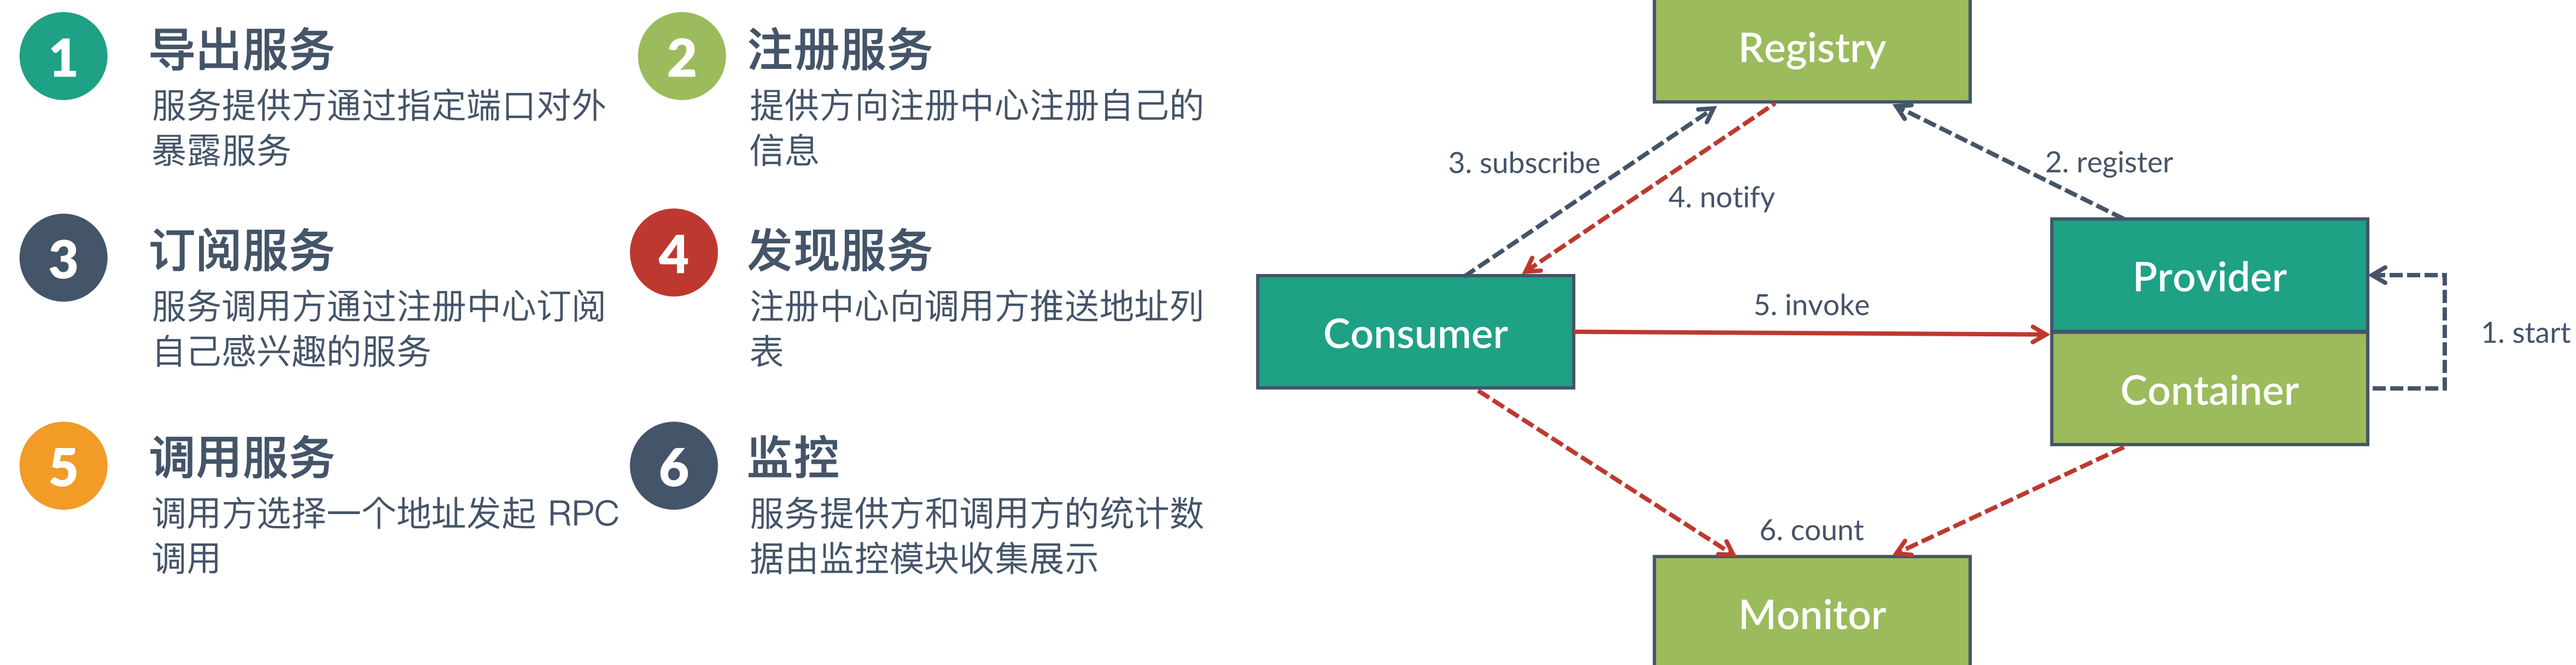 1
导出服务
服务提供方通过指定端口对外
暴露服务
2
注册服务
提供方向注册中心注册自己的
信息
3
订阅服务
服务调用方通过注册中心订阅
自己感兴趣的服务
4
发现服务
注册中心向调用方推送地址列
表
5
调用服务
调用方选择一个地址发起 RPC
调用
6
监控
服务提供方和调用方的统计数
据由监控模块收集展示
Registry
3. subscribe
2. register
4. notify
Provider
5. invoke
Consumer
1. start
Container
6. count
Monitor